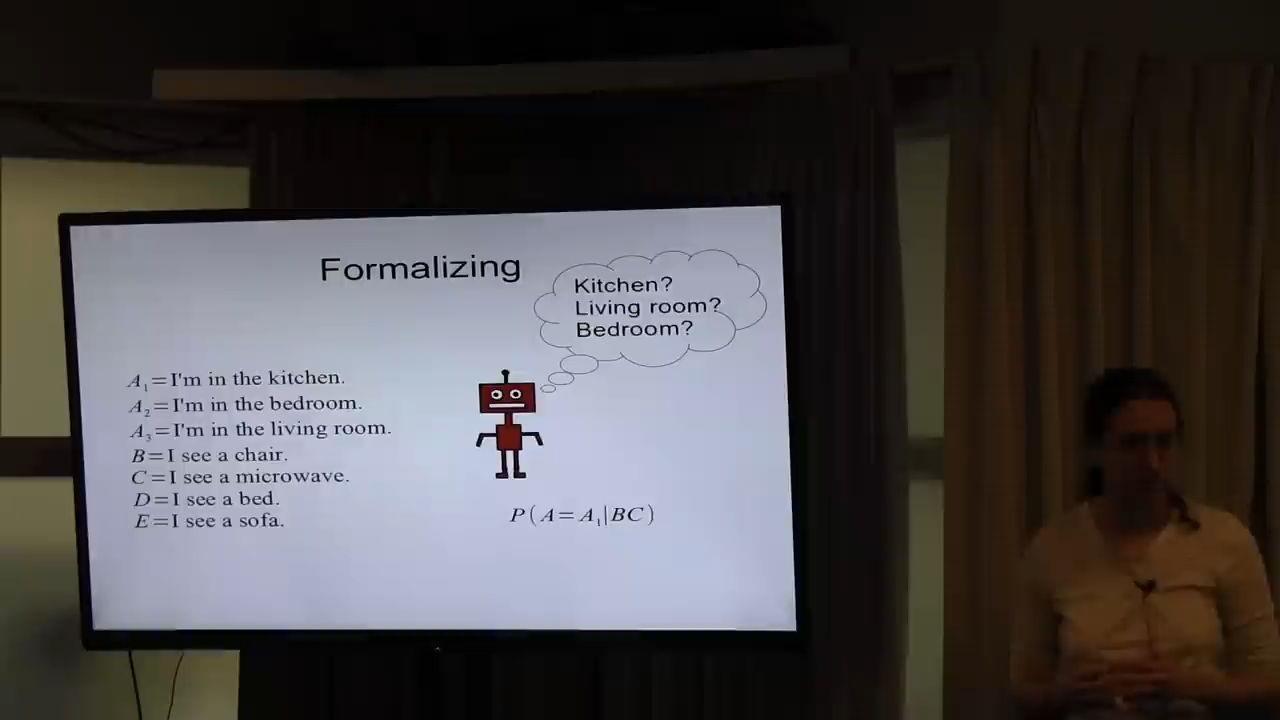 Formalizing
Kitchen?
Living room?
Bedroom?
A₁=I'm in the kitchen.
A₂=I'm in the bedroom.
A₃=I'm in the living room.
B=I see a chair.
C=I see a microwave.
D=I see a bed.
E=I see a sofa.
P(A=A₁|BC)